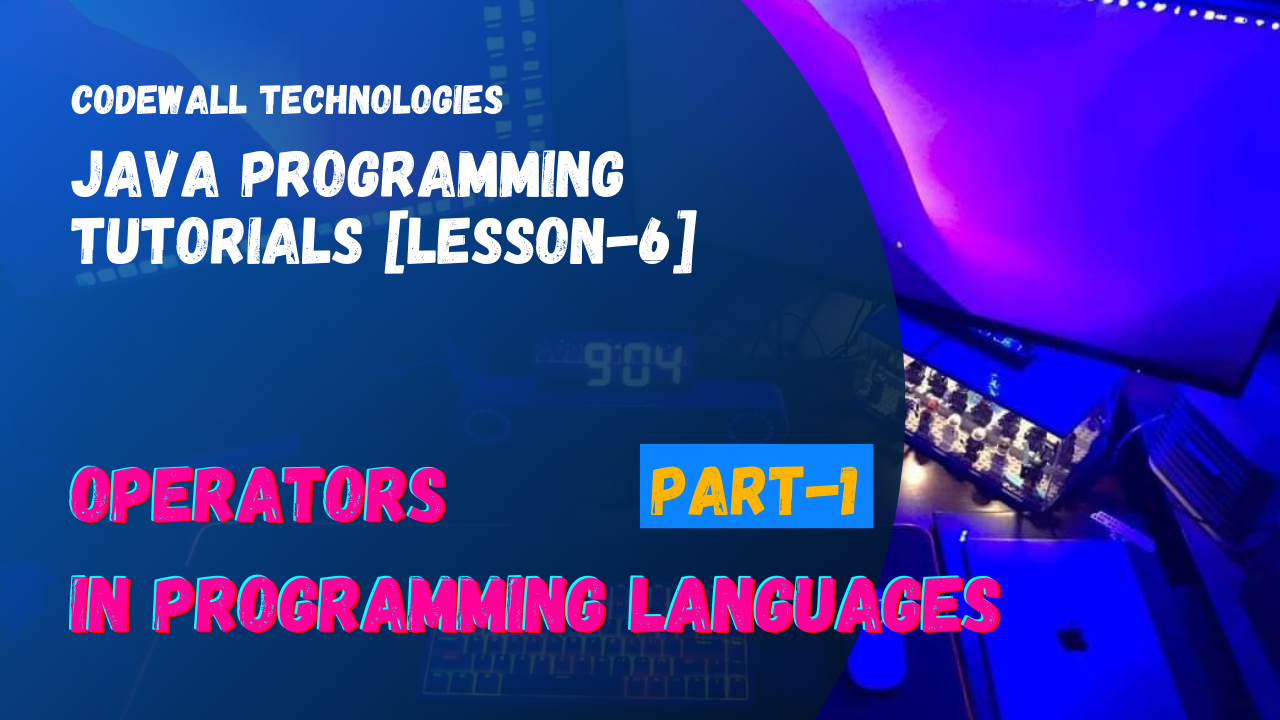 CODEWALL TECHNOLOGIES
JAVA PROGRAMMING
TUTORIALS [LESSON-6]
9:04
OPERATORS
PART-1
IN PROGRAMMING LANGUAGES